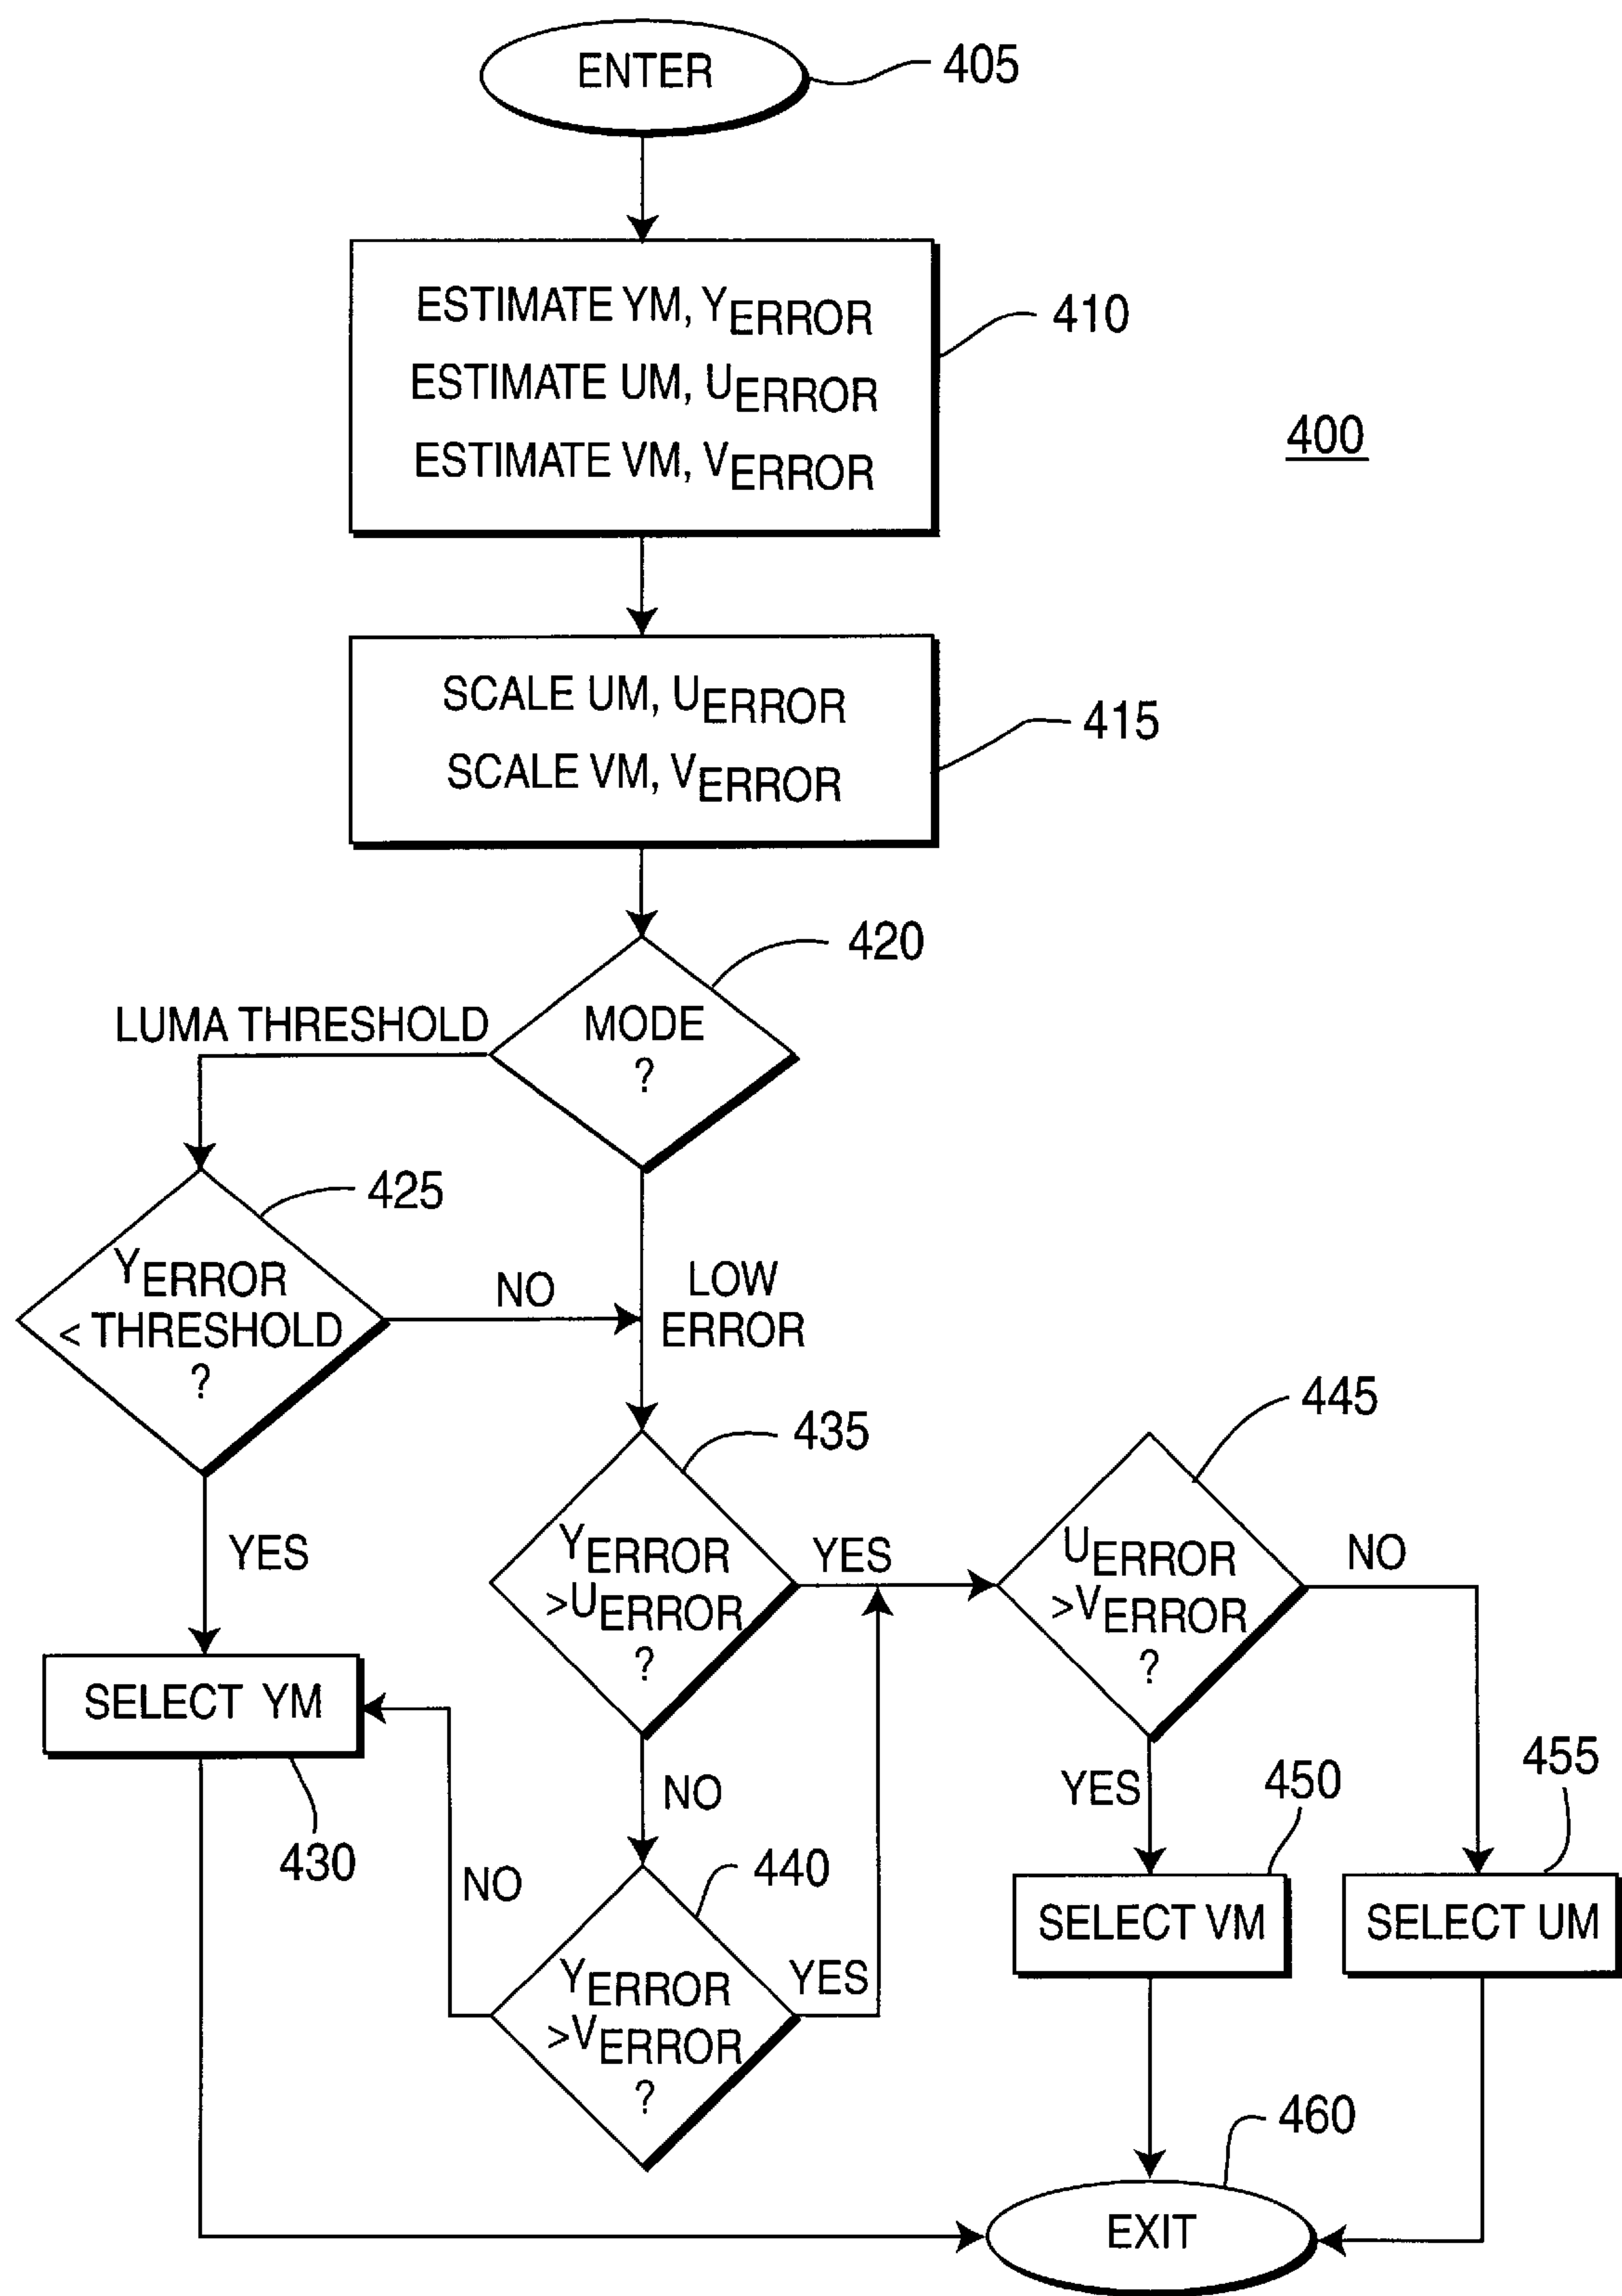 ENTER
405
ESTIMATE YM, YERROR
ESTIMATE UM, UERROR
ESTIMATE VM, VERROR
410
400
SCALE UM, UERROR
SCALE VM, VERROR
415
420
LUMA THRESHOLD
MODE
?
425
YERROR
< THRESHOLD
?
NO
LOW
ERROR
435
445
YES
YERROR
>UERROR
?
YES
UERROR
>VERROR
?
NO
SELECT YM
430
NO
YES
450
455
NO
440
SELECT VM
SELECT UM
YERROR
>VERROR
?
YES
460
EXIT